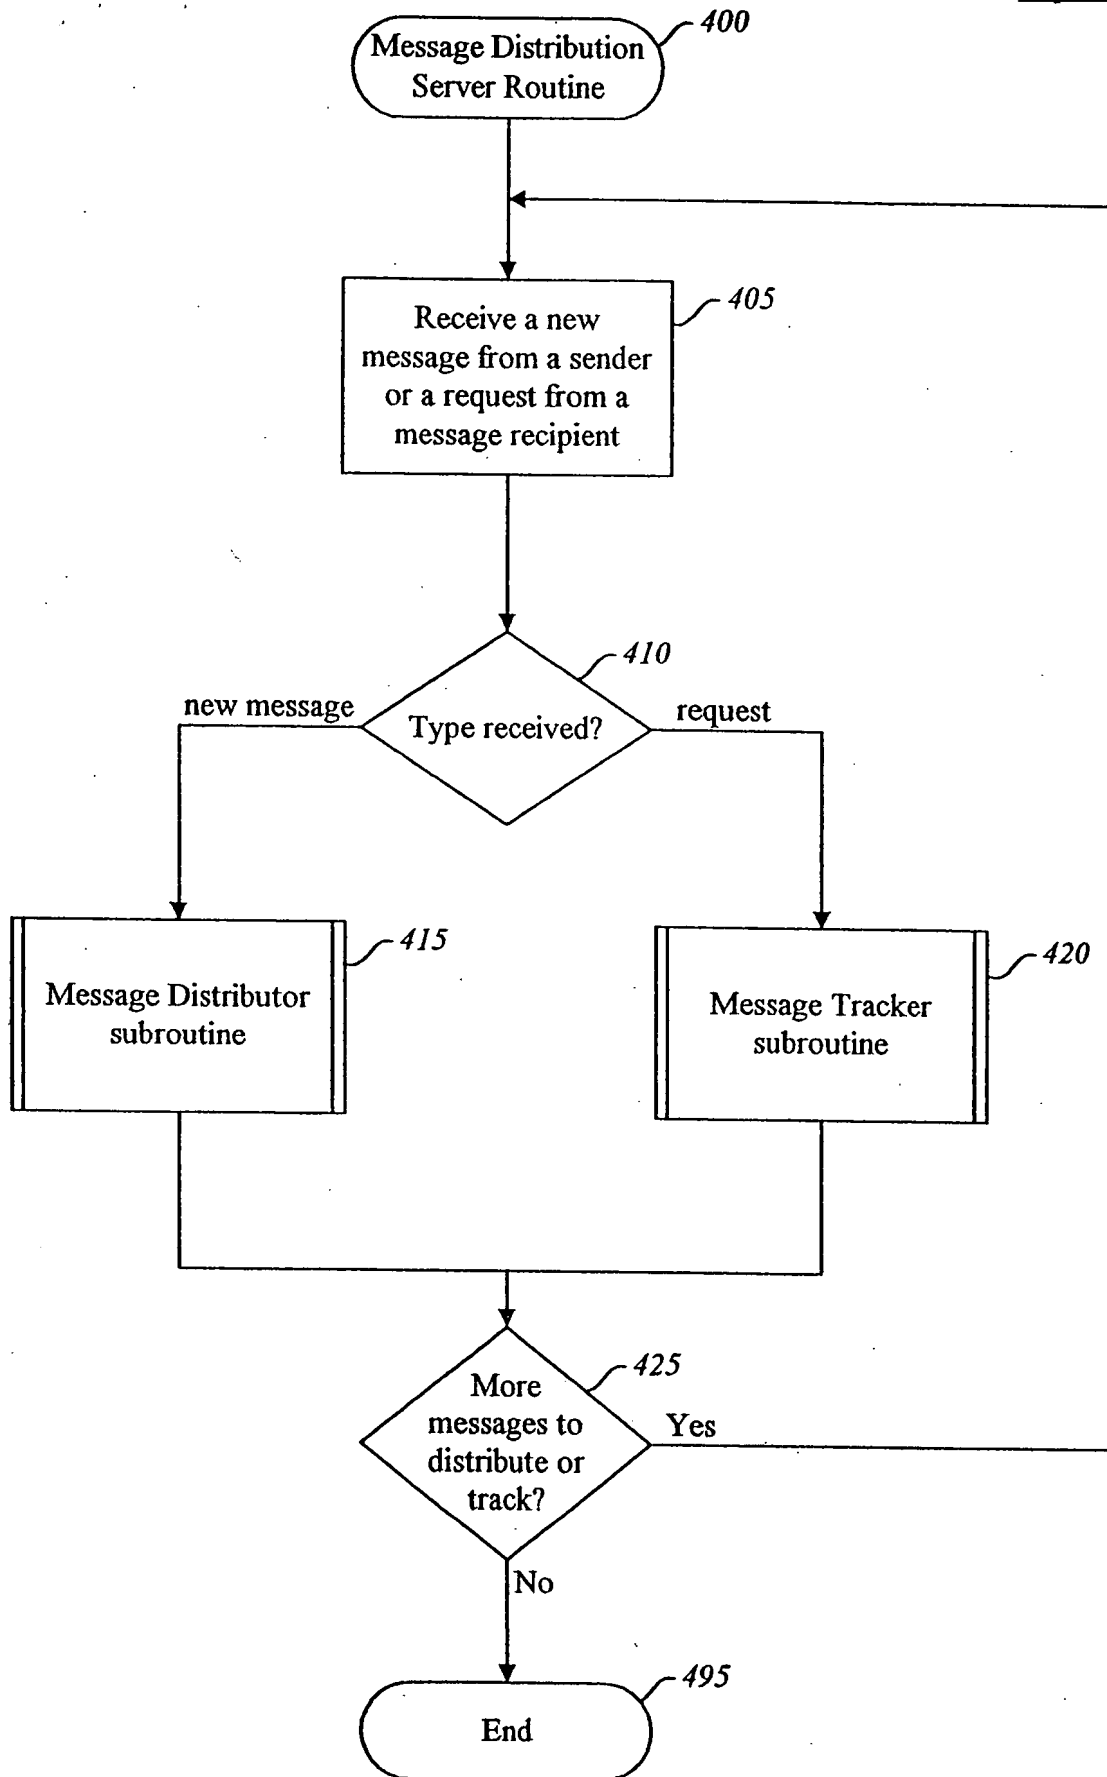 400
Message Distribution
Server Routine
405
Receive a new
message from a sender
or a request from a
message recipient
410
new message
Type received?
request
415
Message Distributor
subroutine
420
Message Tracker
subroutine
425
More
messages to
distribute or
track?
Yes
No
495
End